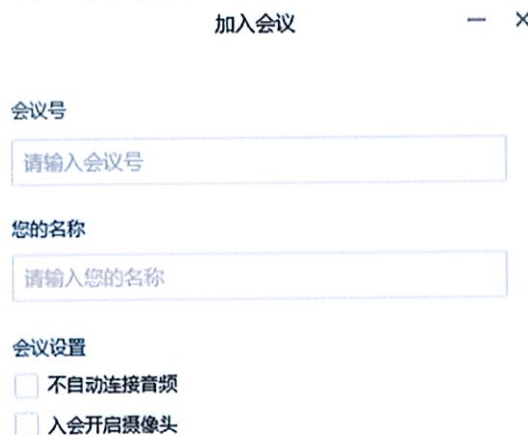 加入会议
会议号
请输入会议号
您的名称
请输入您的名称
会议设置
不自动连接音频
入会开启摄像头